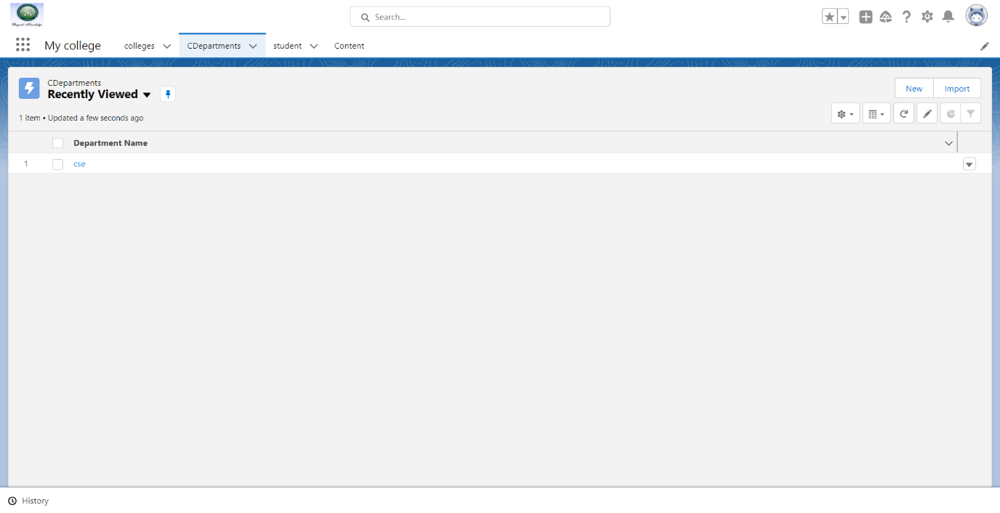 Search...
My college
colleges
CDepartments
student
Content
CDepartments
Recently Viewed
New
Import
1 item • Updated a few seconds ago
Department Name
1
cse
History